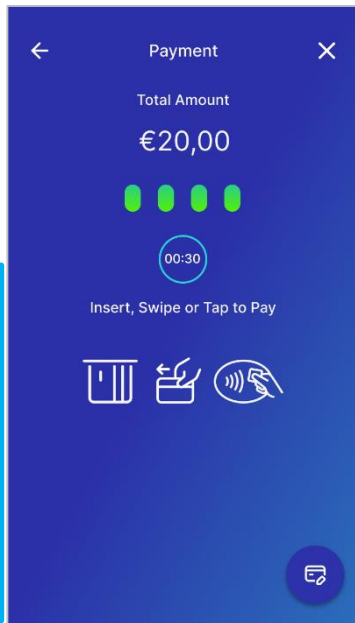 Payment
Total Amount
€20,00
00:30
Insert, Swipe or Tap to Pay